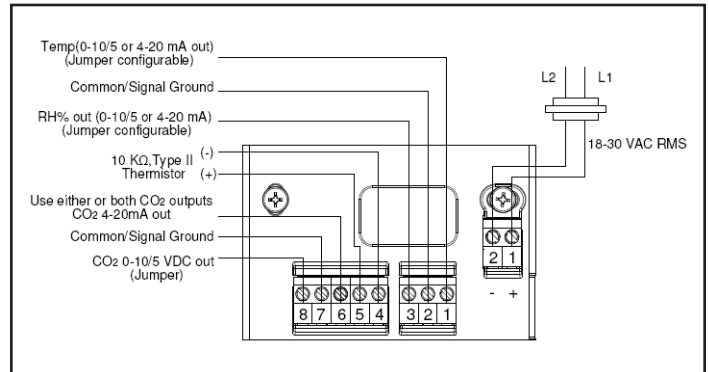 Temp(0-10/5 or 4-20 mA out)
(Jumper configurable)
Common/Signal Ground
RH% out (0-10/5 or 4-20 mA)
(Jumper configurable)
10 KΩ,Type II (-)
Thermistor (+)
Use either or both CO2 outputs
CO2 4-20mA out
Common/Signal Ground
CO2 0-10/5 VDC out
(Jumper)
L2 L1
18-30 VAC RMS
2 1
- +
8 7 6 5 4 3 2 1